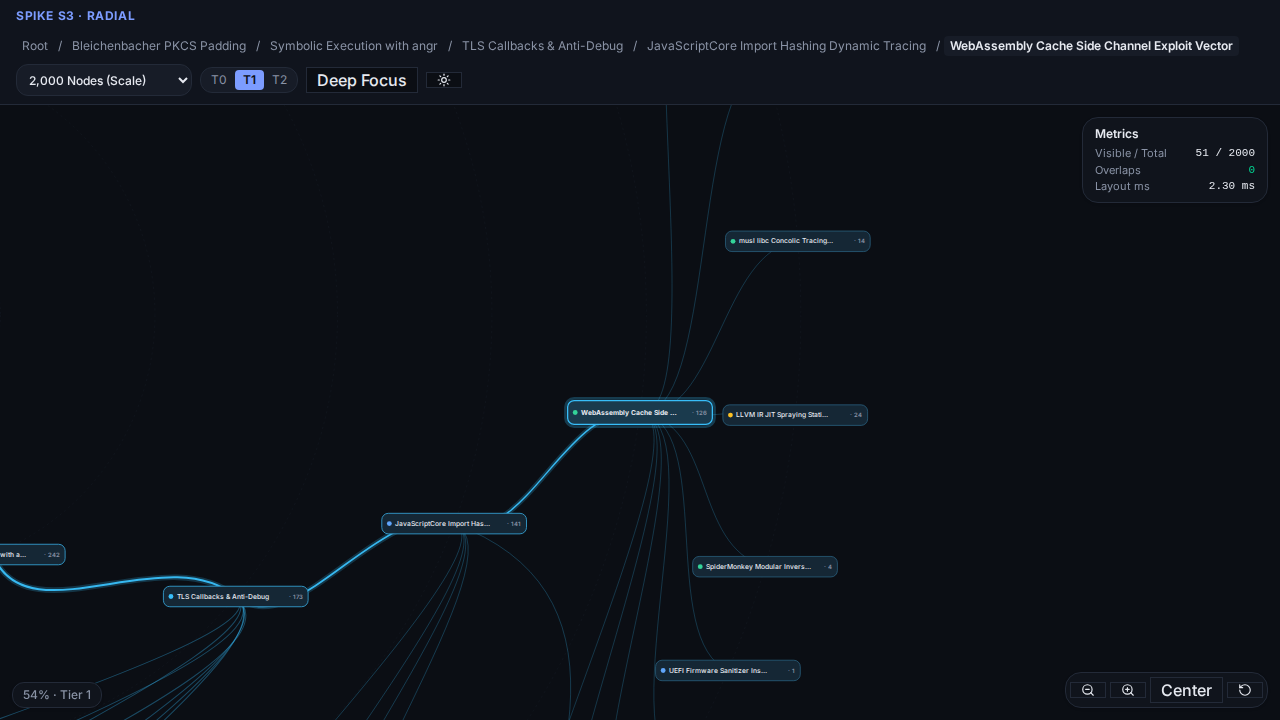 SPIKE S3 · RADIAL
Root / Bleichenbacher PKCS Padding / Symbolic Execution with angr / TLS Callbacks & Anti-Debug / JavaScriptCore Import Hashing Dynamic Tracing / WebAssembly Cache Side Channel Exploit Vector
2,000 Nodes (Scale) T0 T1 T2 Deep Focus
Metrics
Visible / Total 51 / 2000
Overlaps 0
Layout ms 2.30 ms
musl libc Concolic Tracing... · 14
WebAssembly Cache Side ... · 126
LLVM IR JIT Spraying Stati... · 24
JavaScriptCore Import Has... · 141
with a... · 242
SpiderMonkey Modular Invers... · 4
TLS Callbacks & Anti-Debug · 173
UEFI Firmware Sanitizer Ins... · 1
54% · Tier 1
Center